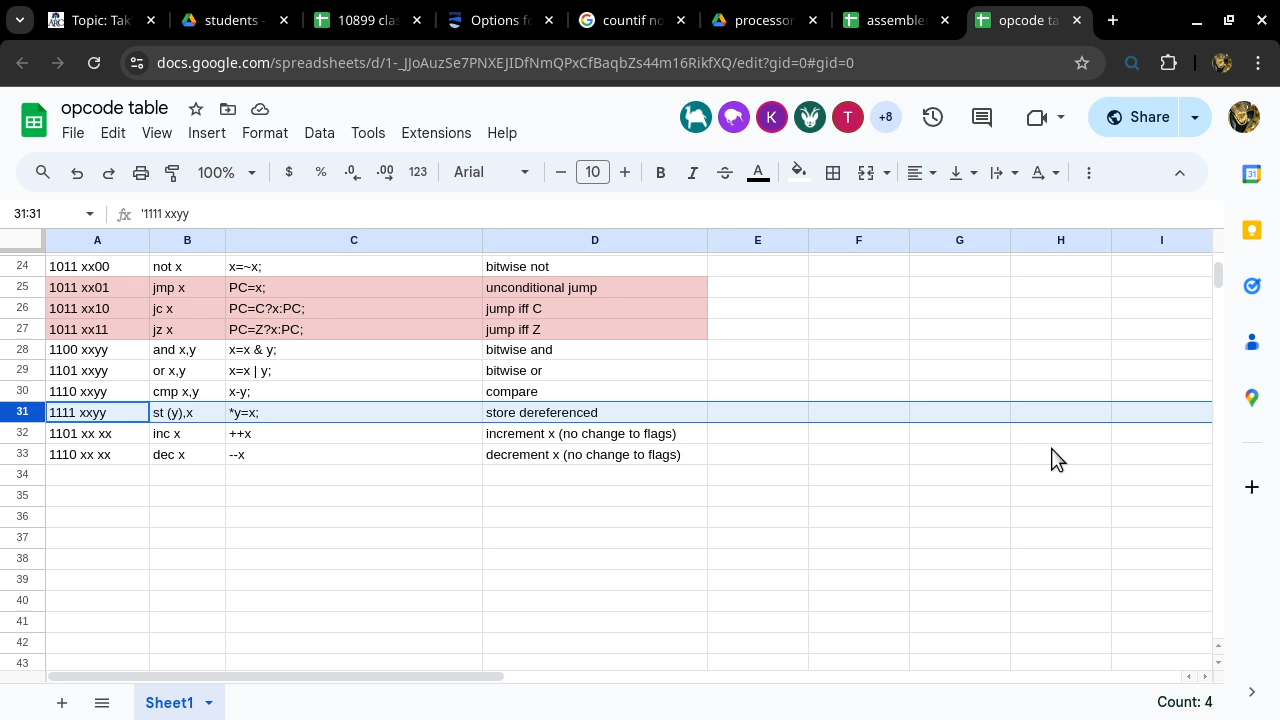 Topic: Tak
students -
10899 clas
Options fo
countif no
processor
assembler
opcode ta
docs.google.com/spreadsheets/d/1-_JJoAuzSe7PNXEJIDfNmQPxCfBaqbZs44m16RikfXQ/edit?gid=0#gid=0
opcode table
K
T
+8
Share
File Edit View Insert Format Data Tools Extensions Help
100% $ % .0 .00 123 Arial 10 B I A
31:31 fx '1111 xxyy
A B C D E F G H I
24 1011 xx00 not x x=~x; bitwise not
25 1011 xx01 jmp x PC=x; unconditional jump
26 1011 xx10 jc x PC=C?x:PC; jump iff C
27 1011 xx11 jz x PC=Z?x:PC; jump iff Z
28 1100 xxyy and x,y x=x & y; bitwise and
29 1101 xxyy or x,y x=x | y; bitwise or
30 1110 xxyy cmp x,y x-y; compare
31 1111 xxyy st (y),x *y=x; store dereferenced
32 1101 xx xx inc x ++x increment x (no change to flags)
33 1110 xx xx dec x --x decrement x (no change to flags)
34
35
36
37
38
39
40
41
42
43
Sheet1
Count: 4